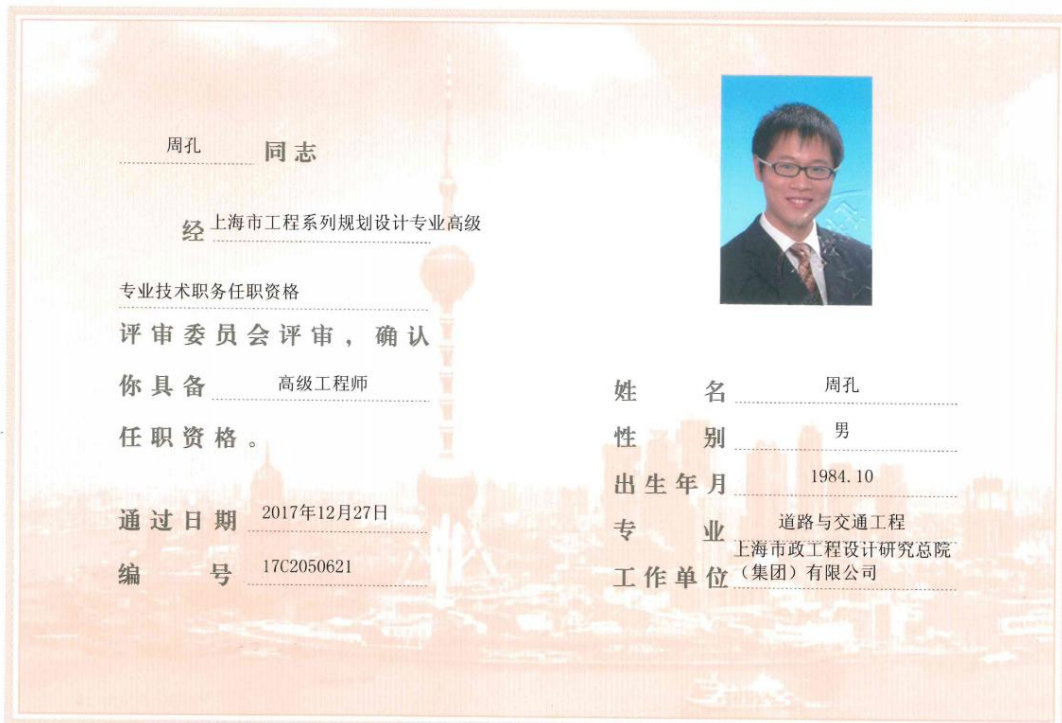 周孔 同志
经 上海市工程系列规划设计专业高级
专业技术职务任职资格
评审委员会评审，确认
你具备 高级工程师
任职资格。
通过日期 2017年12月27日
编号 17C2050621
姓名 周孔
性别 男
出生年月 1984.10
专业 道路与交通工程
工作单位 上海市政工程设计研究总院
（集团）有限公司